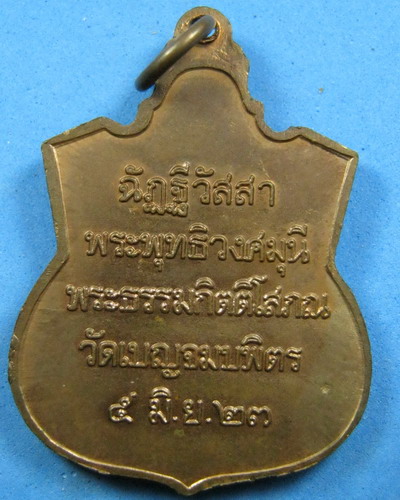 ฉัฏฐีวัสสา
พระพุทธิวงศมุนี
พระธรรมกิตติโสภณ
วัดเบญจมบพิตร
๕ มิ.ย.๒๓